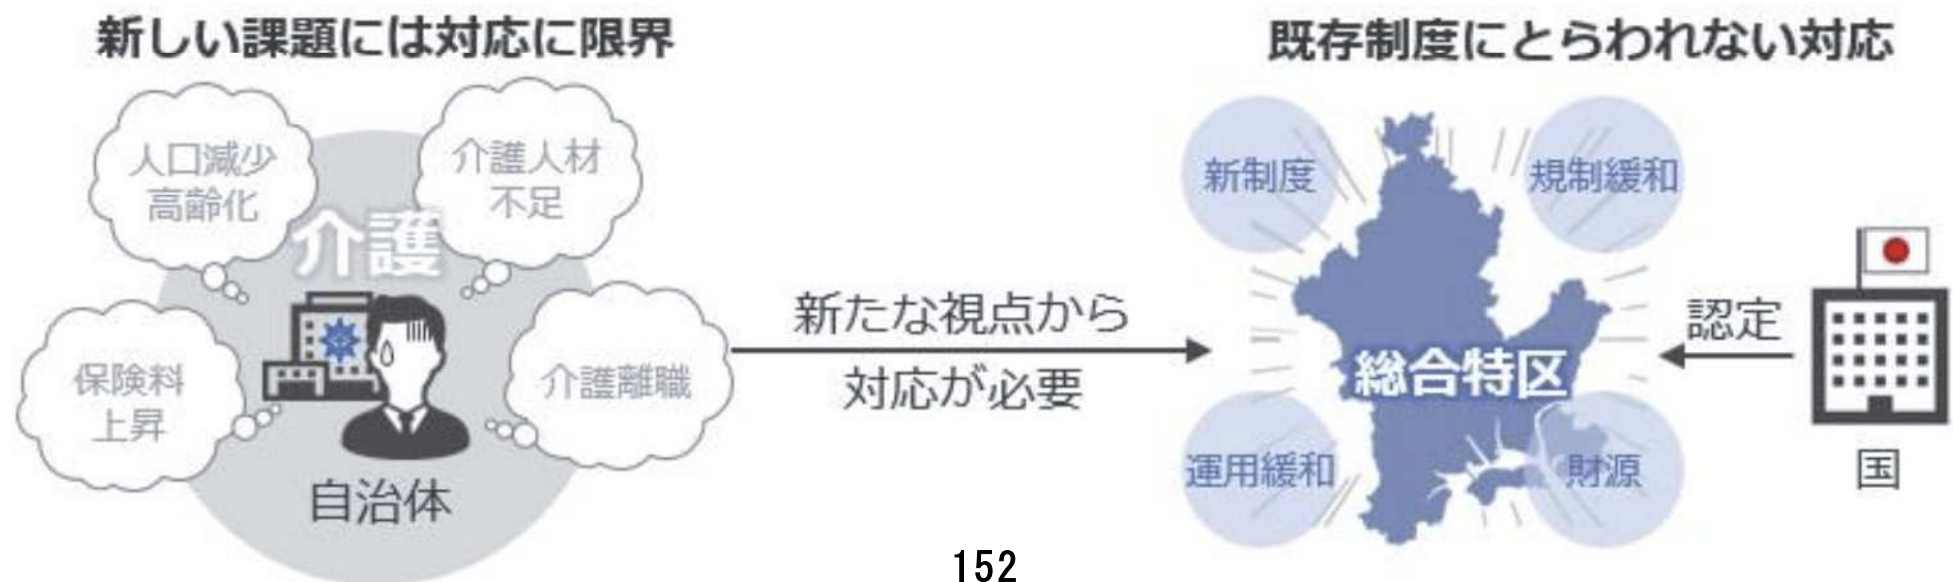 新しい課題には対応に限界
人口減少
高齢化
介護人材
不足
介護
保険料
上昇
介護離職
自治体
新たな視点から
対応が必要
既存制度にとらわれない対応
新制度
規制緩和
総合特区
運用緩和
財源
認定
国
152